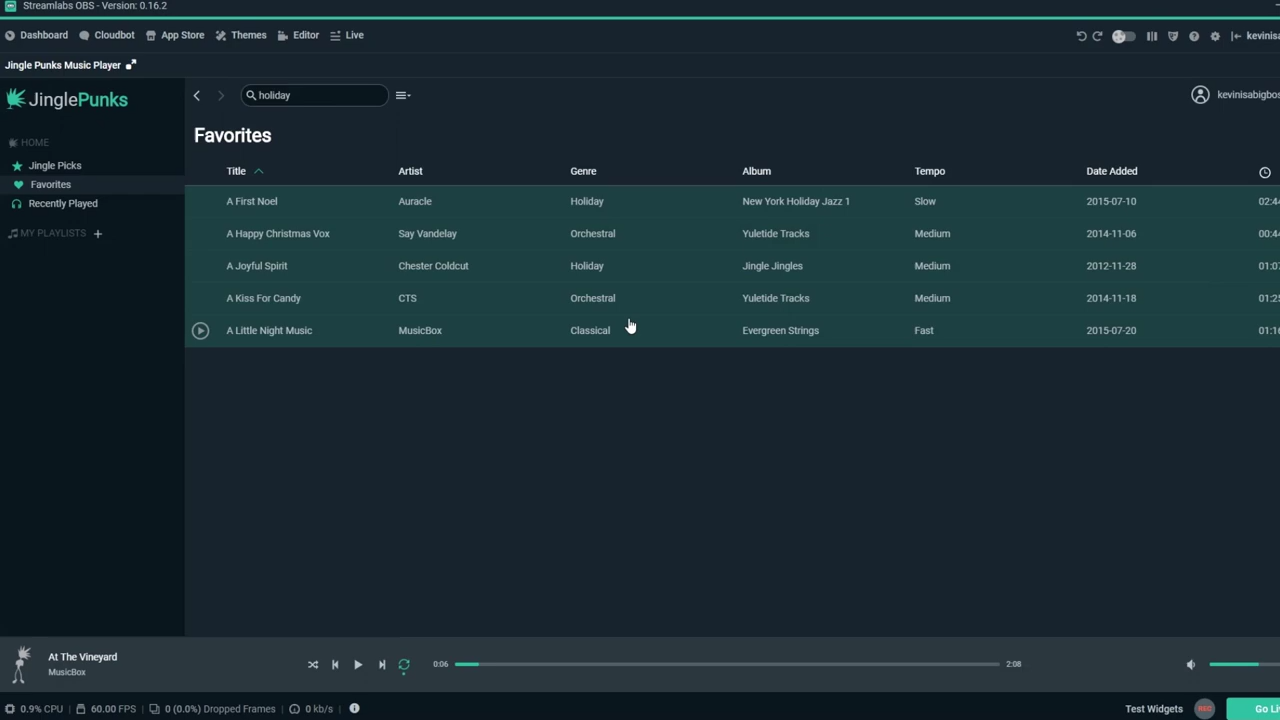 Streamlabs OBS - Version: 0.16.2
Dashboard Cloudbot App Store Themes Editor Live
Jingle Punks Music Player
JinglePunks
holiday
HOME
Jingle Picks
Favorites
Recently Played
MY PLAYLISTS +
Favorites
Title Artist Genre Album Tempo Date Added
A First Noel Auracle Holiday New York Holiday Jazz 1 Slow 2015-07-10
A Happy Christmas Vox Say Vandelay Orchestral Yuletide Tracks Medium 2014-11-06
A Joyful Spirit Chester Coldcut Holiday Jingle Jingles Medium 2012-11-28
A Kiss For Candy CTS Orchestral Yuletide Tracks Medium 2014-11-18
A Little Night Music MusicBox Classical Evergreen Strings Fast 2015-07-20
At The Vineyard
MusicBox
0:06 2:08
0.9% CPU 60.00 FPS 0 (0.0%) Dropped Frames 0 kb/s Test Widgets REC Go